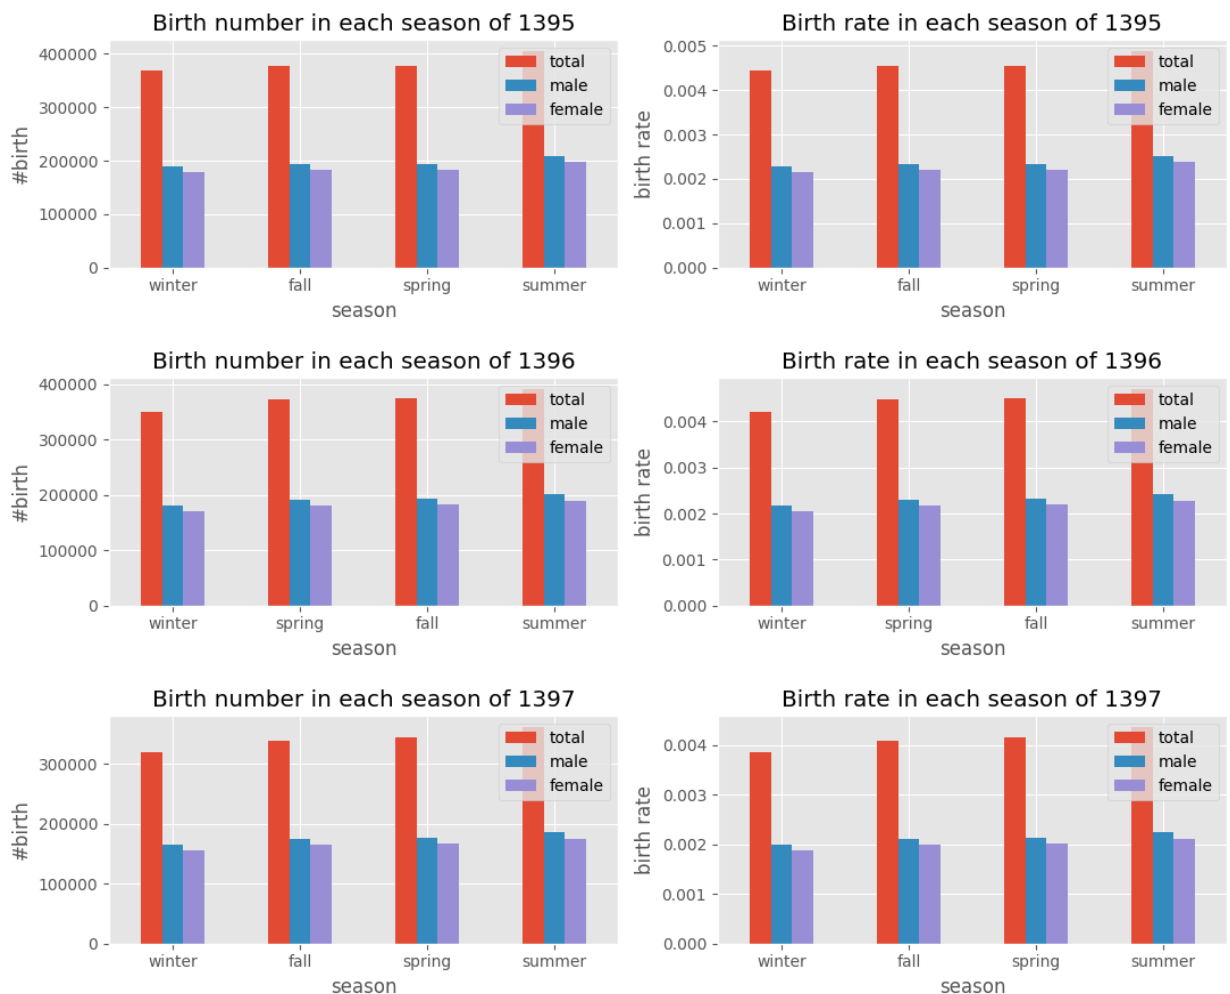 Birth number in each season of 1395
400000
300000
200000
100000
0
#birth
winter fall spring summer
season
total
male
female
Birth rate in each season of 1395
0.005
0.004
0.003
0.002
0.001
0.000
birth rate
winter fall spring summer
season
total
male
female
Birth number in each season of 1396
400000
300000
200000
100000
0
#birth
winter spring fall summer
season
total
male
female
Birth rate in each season of 1396
0.004
0.003
0.002
0.001
0.000
birth rate
winter spring fall summer
season
total
male
female
Birth number in each season of 1397
300000
200000
100000
0
#birth
winter fall spring summer
season
total
male
female
Birth rate in each season of 1397
0.004
0.003
0.002
0.001
0.000
birth rate
winter fall spring summer
season
total
male
female